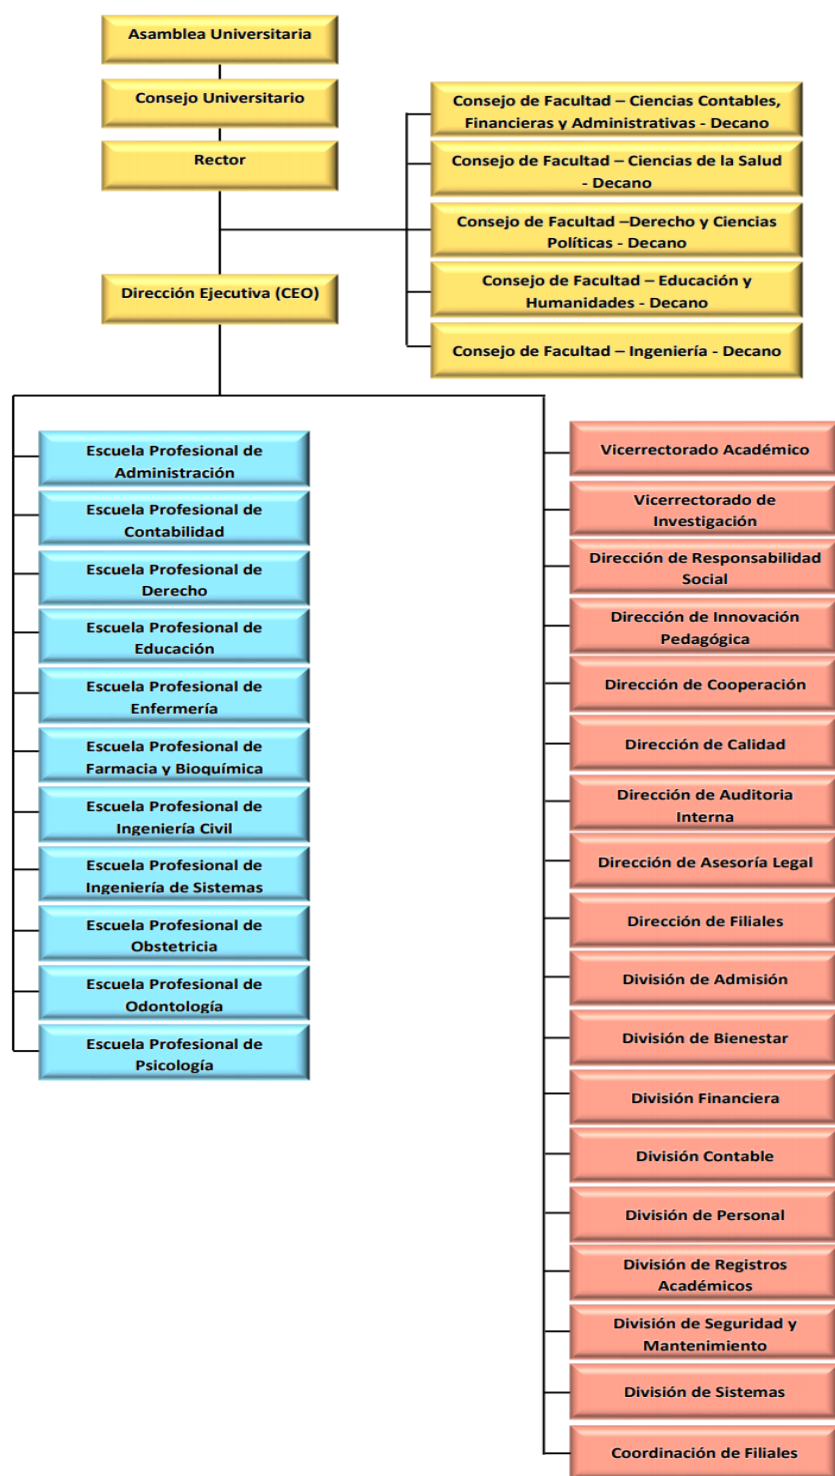 Asamblea Universitaria
Consejo Universitario
Rector
Dirección Ejecutiva (CEO)
Consejo de Facultad – Ciencias Contables,
Financieras y Administrativas - Decano
Consejo de Facultad – Ciencias de la Salud
- Decano
Consejo de Facultad –Derecho y Ciencias
Políticas - Decano
Consejo de Facultad – Educación y
Humanidades - Decano
Consejo de Facultad – Ingeniería - Decano
Escuela Profesional de
Administración
Escuela Profesional de
Contabilidad
Escuela Profesional de
Derecho
Escuela Profesional de
Educación
Escuela Profesional de
Enfermería
Escuela Profesional de
Farmacia y Bioquímica
Escuela Profesional de
Ingeniería Civil
Escuela Profesional de
Ingeniería de Sistemas
Escuela Profesional de
Obstetricia
Escuela Profesional de
Odontología
Escuela Profesional de
Psicología
Vicerrectorado Académico
Vicerrectorado de
Investigación
Dirección de Responsabilidad
Social
Dirección de Innovación
Pedagógica
Dirección de Cooperación
Dirección de Calidad
Dirección de Auditoria
Interna
Dirección de Asesoría Legal
Dirección de Filiales
División de Admisión
División de Bienestar
División Financiera
División Contable
División de Personal
División de Registros
Académicos
División de Seguridad y
Mantenimiento
División de Sistemas
Coordinación de Filiales